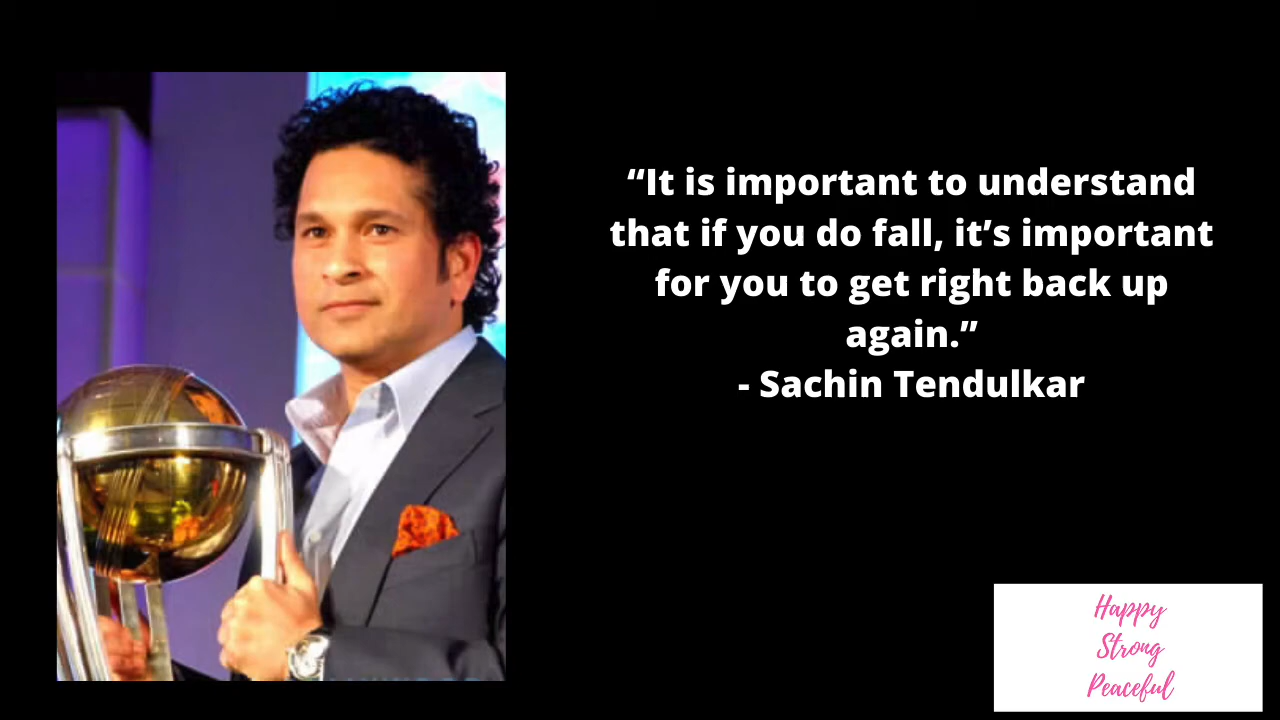 “It is important to understand
that if you do fall, it’s important
for you to get right back up
again.”
- Sachin Tendulkar
Happy
Strong
Peaceful